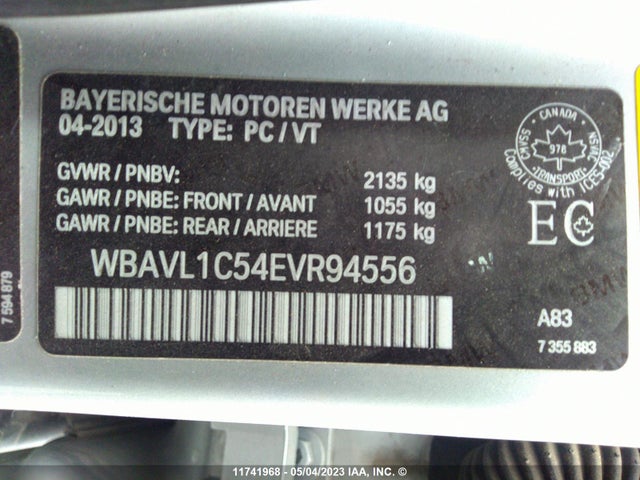 BAYERISCHE MOTOREN WERKE AG
04-2013 TYPE: PC / VT
GVWR / PNBV: 2135 kg
GAWR / PNBE: FRONT / AVANT 1055 kg
GAWR / PNBE: REAR / ARRIERE 1175 kg
WBAVL1C54EVR94556
CANADA
978
TRANSPORT
Complies with ICES-002
EC
A83
7 355 883
7 594 879
11741968 - 05/04/2023 IAA, INC. ©